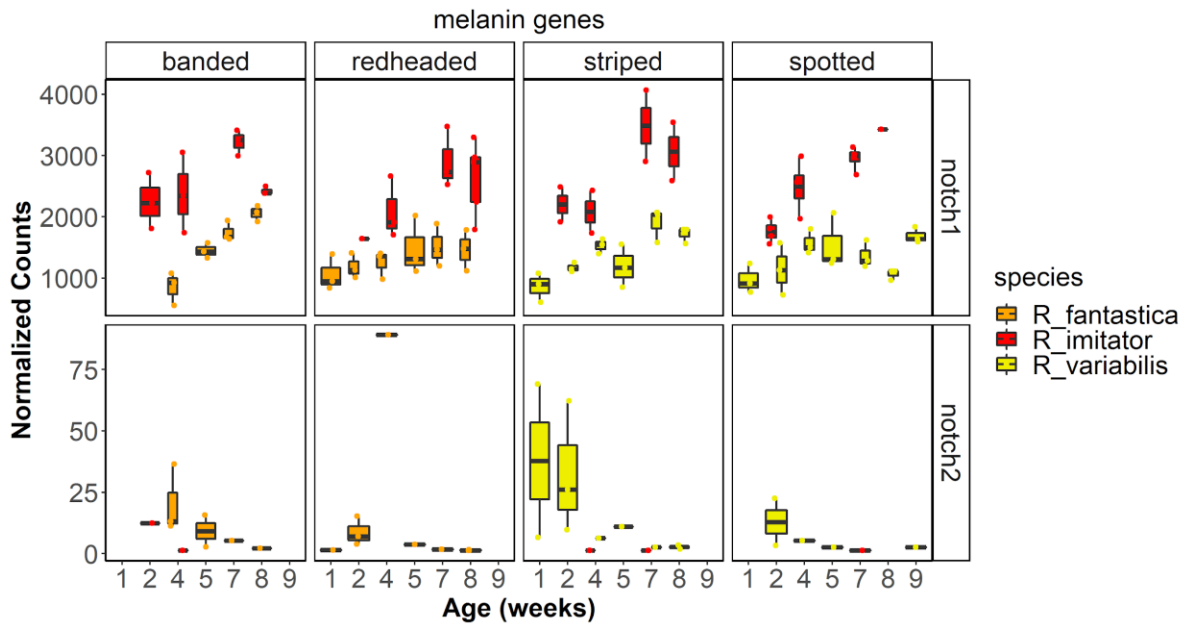 melanin genes
banded redheaded striped spotted
4000
3000
2000
1000
notch1
75
50
25
0
notch2
Normalized Counts
1 2 4 5 7 8 9 1 2 4 5 7 8 9 1 2 4 5 7 8 9 1 2 4 5 7 8 9
Age (weeks)
species
R_fantastica
R_imitator
R_variabilis